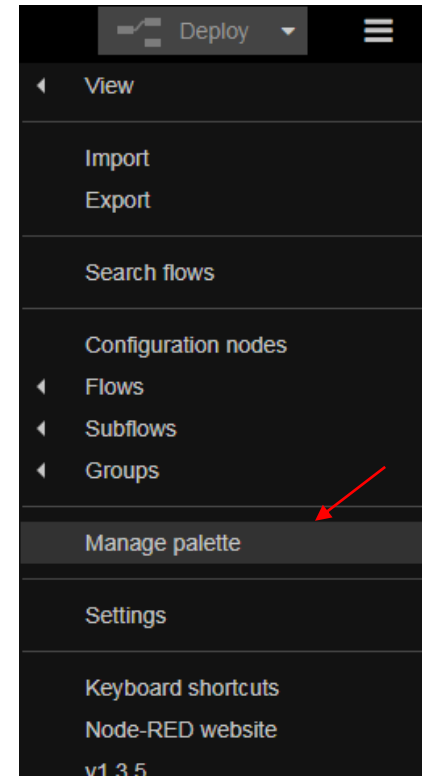 Deploy
View
Import
Export
Search flows
Configuration nodes
Flows
Subflows
Groups
Manage palette
Settings
Keyboard shortcuts
Node-RED website
v1.3.5